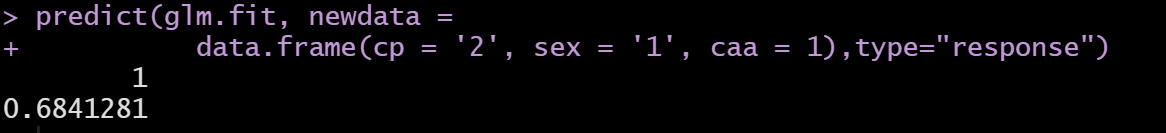 > predict(glm.fit, newdata =
+           data.frame(cp = '2', sex = '1', caa = 1),type="response")
        1
0.6841281